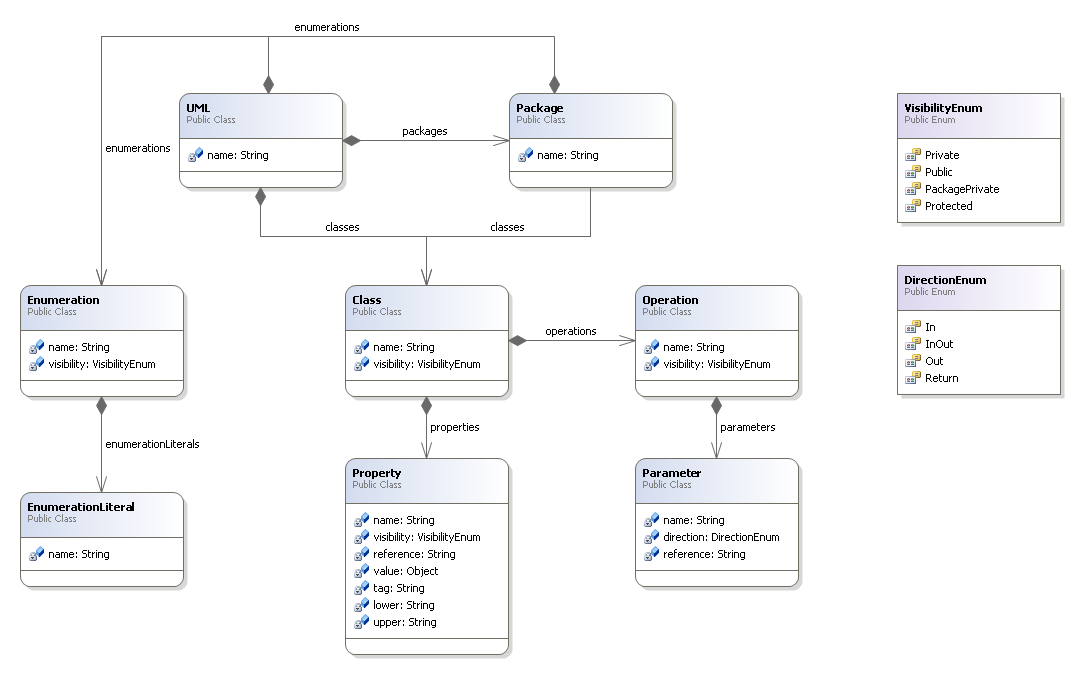 enumerations
UML
Public Class
name: String
packages
Package
Public Class
name: String
VisibilityEnum
Public Enum
Private
Public
PackagePrivate
Protected
enumerations
classes
classes
DirectionEnum
Public Enum
In
InOut
Out
Return
Enumeration
Public Class
name: String
visibility: VisibilityEnum
Class
Public Class
name: String
visibility: VisibilityEnum
operations
Operation
Public Class
name: String
visibility: VisibilityEnum
enumerationLiterals
properties
parameters
EnumerationLiteral
Public Class
name: String
Property
Public Class
name: String
visibility: VisibilityEnum
reference: String
value: Object
tag: String
lower: String
upper: String
Parameter
Public Class
name: String
direction: DirectionEnum
reference: String